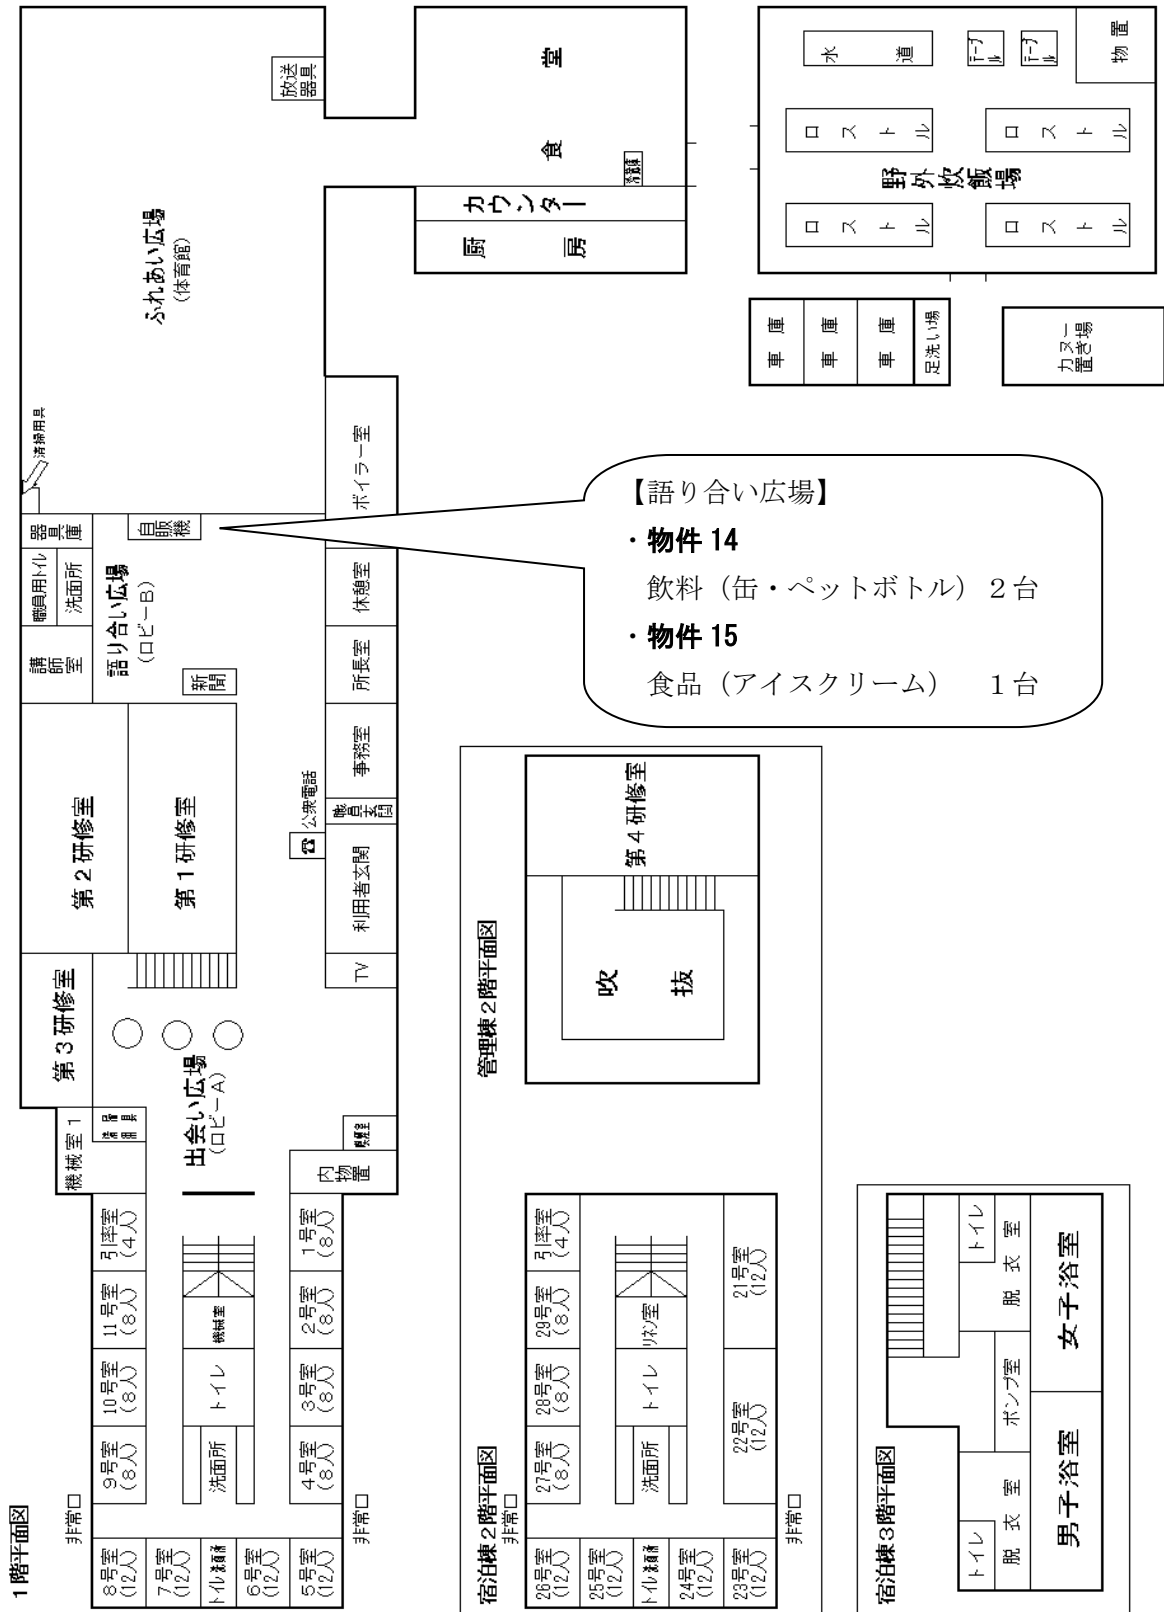 1階平面図
非常口
8号室
(12人)
7号室
(12人)
トイレ洗面所
6号室
(12人)
5号室
(12人)
非常口
9号室
(8人)
10号室
(8人)
11号室
(8人)
引率室
(4人)
洗面所
トイレ
機械室
4号室
(8人)
3号室
(8人)
2号室
(8人)
1号室
(8人)
機械室1
清掃用具
出会い広場
(ロビーA)
内物置
第3研修室
第2研修室
第1研修室
TV
利用者玄関
職員玄関
公衆電話
事務室
所長室
休憩室
ボイラー室
講師室
職員用トイレ
洗面所
器具庫
語り合い広場
(ロビーB)
新聞
自販機
清掃用具
ふれあい広場
(体育館)
放送器具
食堂
冷蔵庫
カウンター
厨房
水道
テーブル
テーブル
物置
ロストル
ロストル
野外炊飯場
ロストル
ロストル
車庫
車庫
車庫
足洗い場
カヌー置き場
【語り合い広場】
・物件 14
飲料（缶・ペットボトル） 2台
・物件 15
食品（アイスクリーム） 1台
管理棟2階平面図
第4研修室
吹抜
宿泊棟2階平面図
非常口
26号室
(12人)
25号室
(12人)
トイレ洗面所
24号室
(12人)
23号室
(12人)
非常口
27号室
(8人)
28号室
(8人)
29号室
(8人)
引率室
(4人)
洗面所
トイレ
リネン室
22号室
(12人)
21号室
(12人)
宿泊棟3階平面図
トイレ
脱衣室
男子浴室
ポンプ室
トイレ
脱衣室
女子浴室